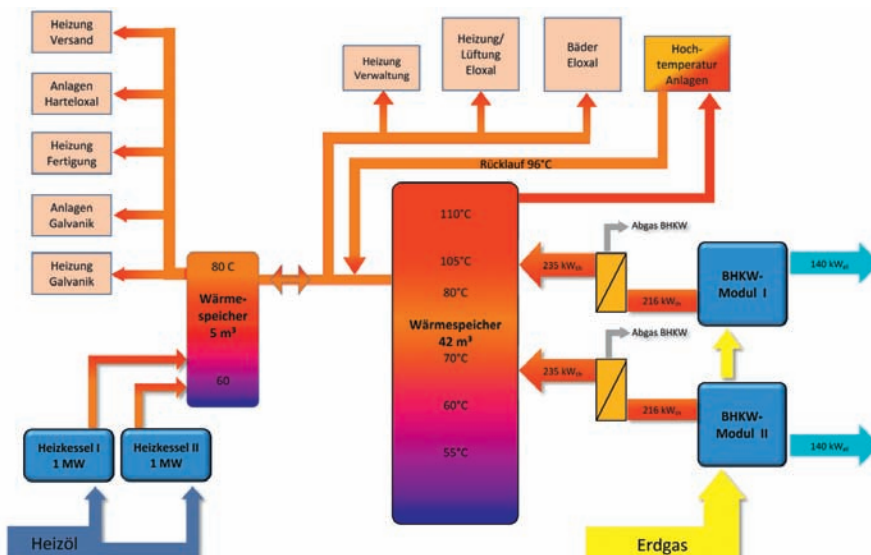 Heizung
Versand
Anlagen
Harteloxal
Heizung
Fertigung
Anlagen
Galvanik
Heizung
Galvanik
Heizung
Verwaltung
Heizung/
Lüftung
Eloxal
Bäder
Eloxal
Hoch-
temperatur
Anlagen
Rücklauf 96°C
80 C
Wärme-
speicher
5 m³
60
110°C
105°C
80°C
Wärmespeicher
42 m³
70°C
60°C
55°C
Abgas BHKW
235 kWth
216 kWth
BHKW-
Modul I
140 kWel
Abgas BHKW
235 kWth
216 kWth
BHKW-
Modul II
140 kWel
Heizkessel I
1 MW
Heizkessel II
1 MW
Heizöl
Erdgas